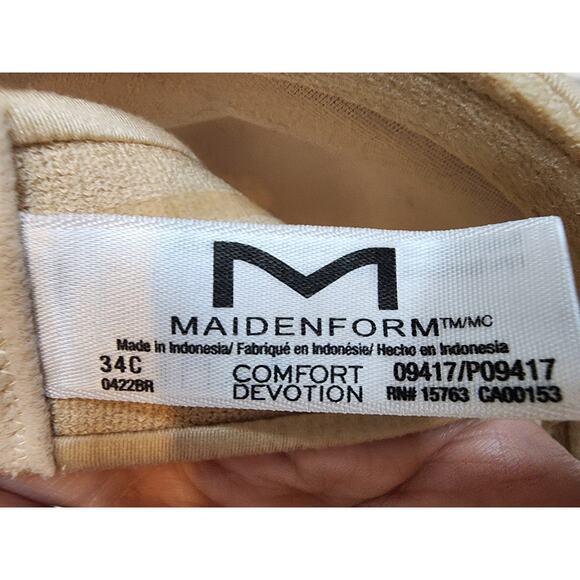 M
MAIDENFORM™/MC
Made in Indonesia/ Fabriqué en Indonésie/ Hecho en Indonesia
34C COMFORT 09417/P09417
0422BR DEVOTION RN# 15763 CA00153